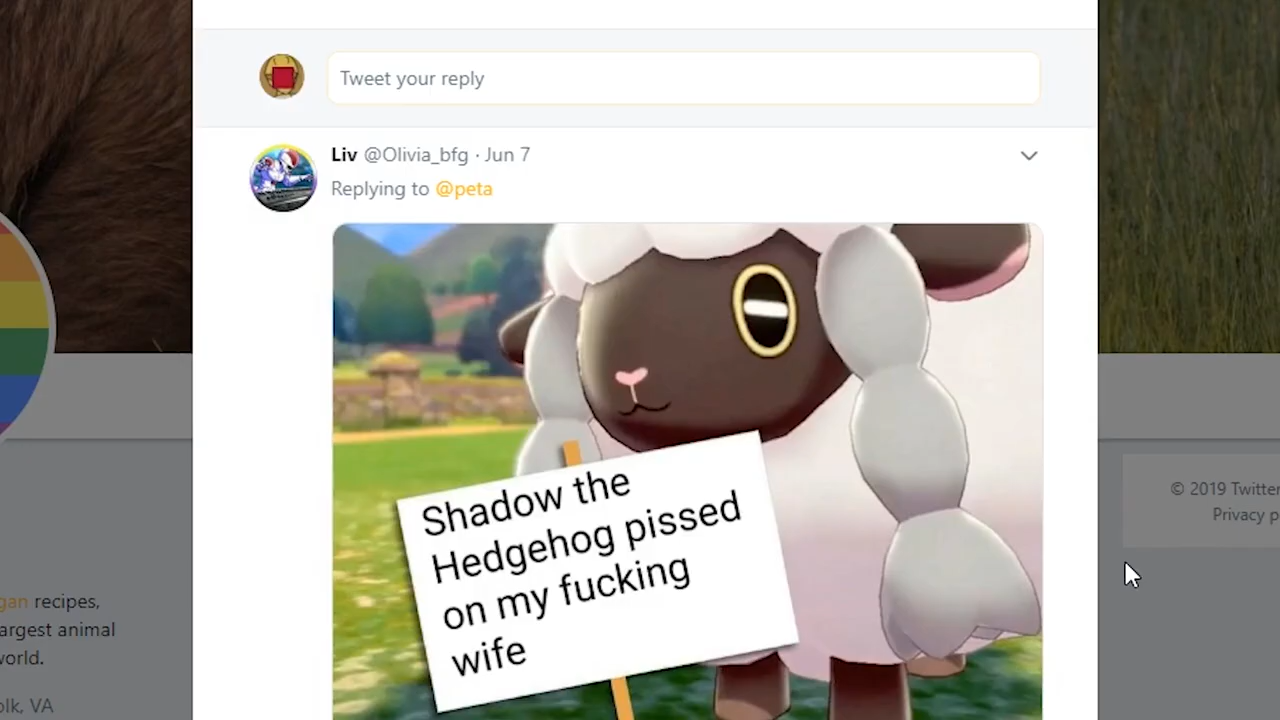 Tweet your reply
Liv @Olivia_bfg · Jun 7
Replying to @peta
Shadow the
Hedgehog pissed
on my fucking
wife
© 2019 Twitter
Privacy p
gan recipes,
argest animal
world.
olk, VA